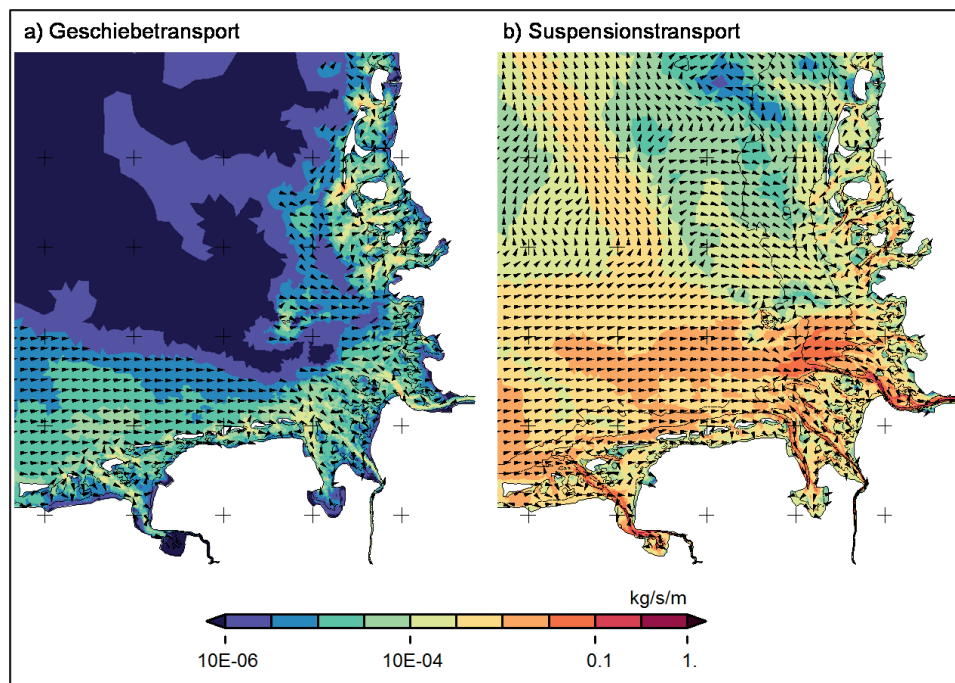 a) Geschiebetransport
b) Suspensionstransport
kg/s/m
10E-06
10E-04
0.1
1.